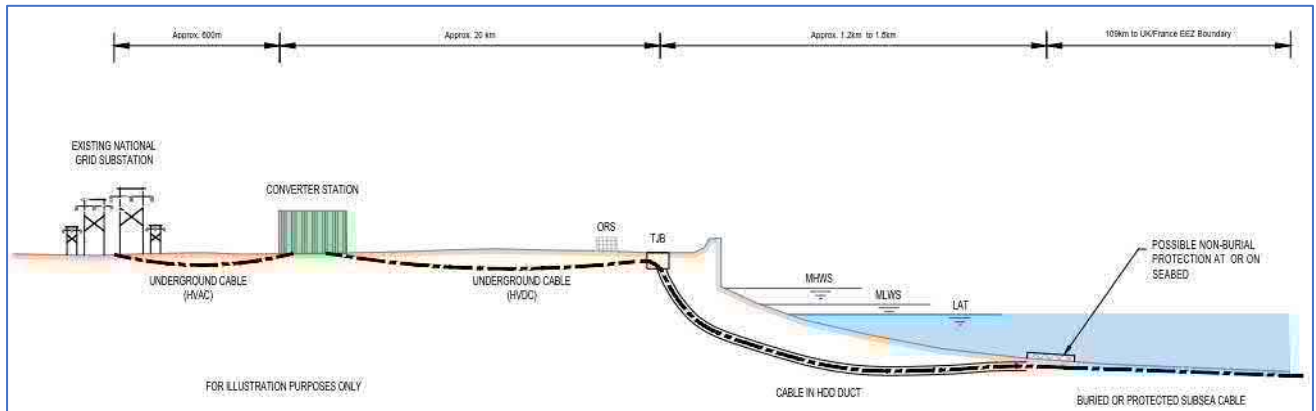 Approx. 600m
Approx. 20 km
Approx. 1.2km to 1.6km
109km to UK/France EEZ Boundary
EXISTING NATIONAL
GRID SUBSTATION
CONVERTER STATION
ORS
TJB
POSSIBLE NON-BURIAL
PROTECTION AT OR ON
SEABED
MHWS
MLWS
LAT
UNDERGROUND CABLE
(HVAC)
UNDERGROUND CABLE
(HVDC)
FOR ILLUSTRATION PURPOSES ONLY
CABLE IN HDD DUCT
BURIED OR PROTECTED SUBSEA CABLE